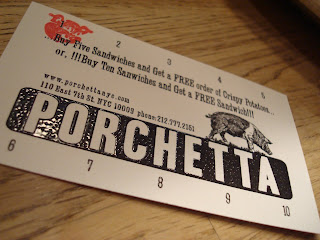 2 3 4 5
Buy Five Sandwiches and Get a FREE order of Crispy Potatoes...
or, !!!Buy Ten Sanwiches and Get a FREE Sandwich!!!
www.porchettanyc.com
110 East 7th St. NYC 10009 phone 212.777.2151
PORCHETTA
6 7 8 9 10